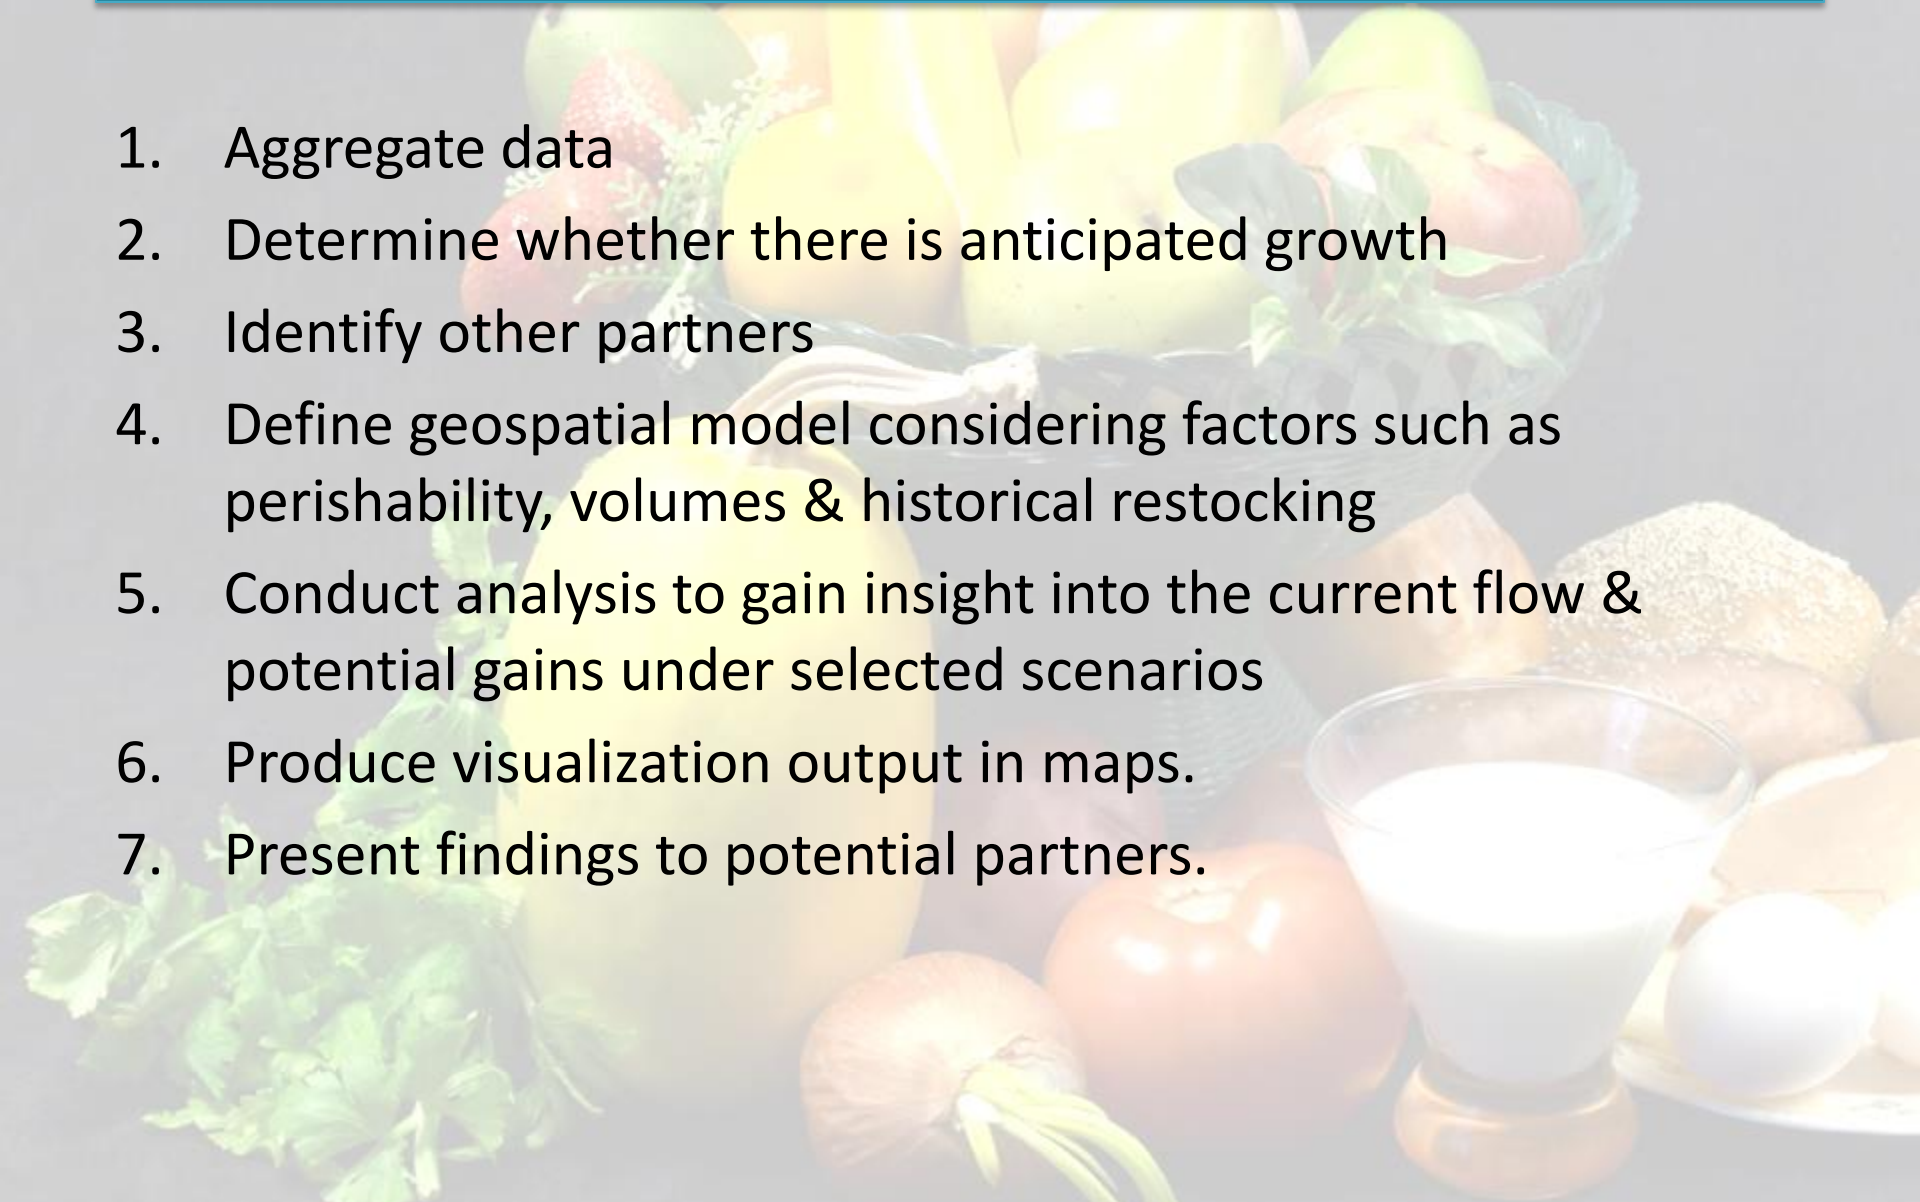 1. Aggregate data
2. Determine whether there is anticipated growth
3. Identify other partners
4. Define geospatial model considering factors such as
perishability, volumes & historical restocking
5. Conduct analysis to gain insight into the current flow &
potential gains under selected scenarios
6. Produce visualization output in maps.
7. Present findings to potential partners.